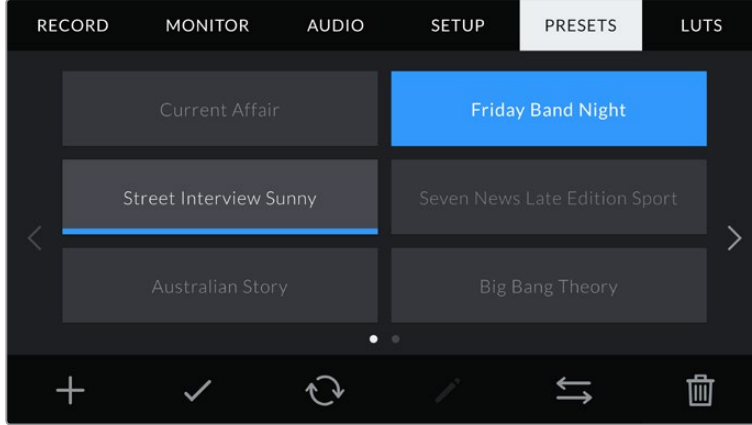 RECORD MONITOR AUDIO SETUP PRESETS LUTS
Current Affair Friday Band Night
Street Interview Sunny Seven News Late Edition Sport
Australian Story Big Bang Theory